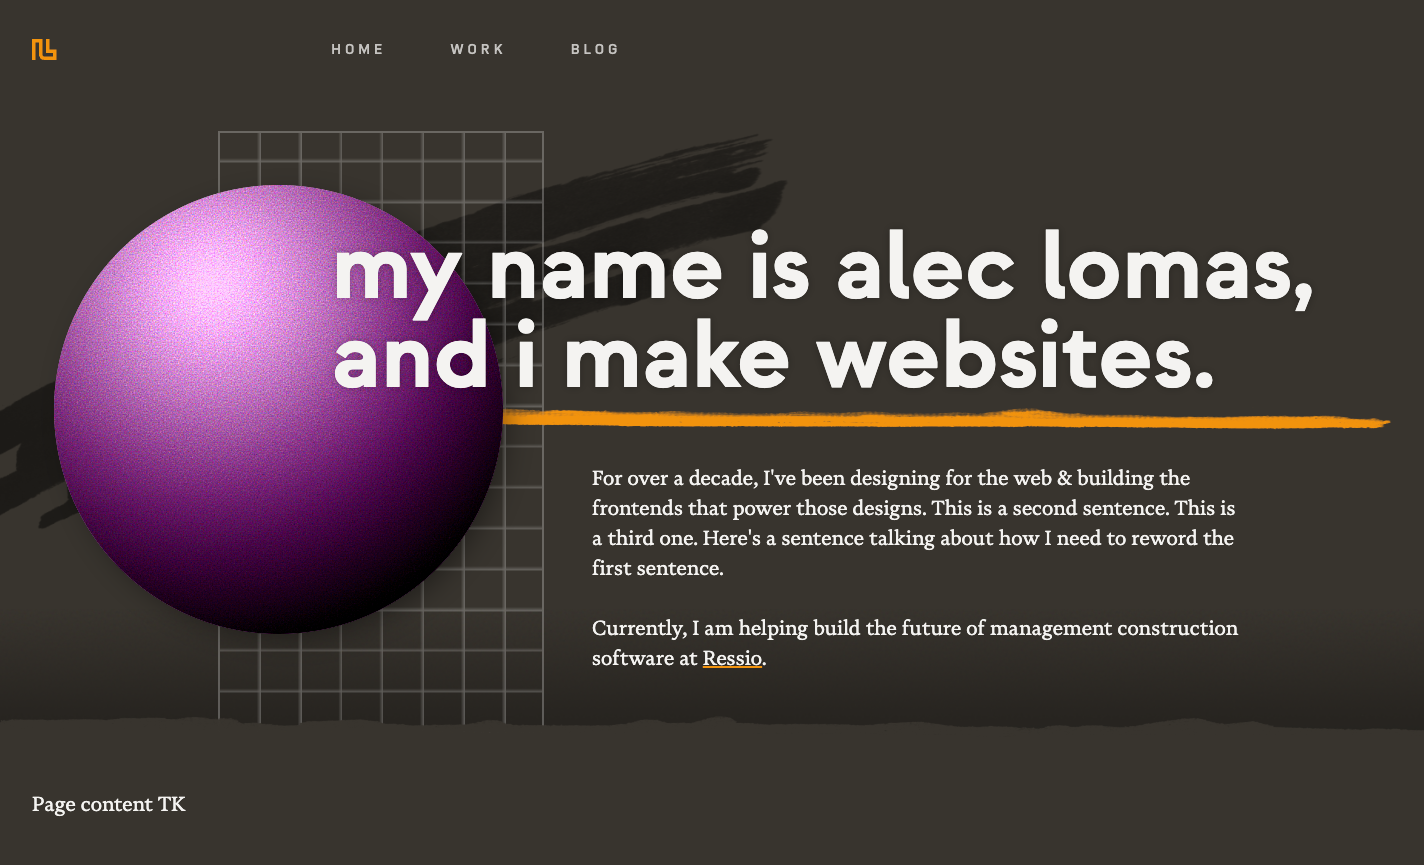 HOME WORK BLOG
my name is alec lomas,
and i make websites.
For over a decade, I've been designing for the web & building the
frontends that power those designs. This is a second sentence. This is
a third one. Here's a sentence talking about how I need to reword the
first sentence.
Currently, I am helping build the future of management construction
software at Ressio.
Page content TK